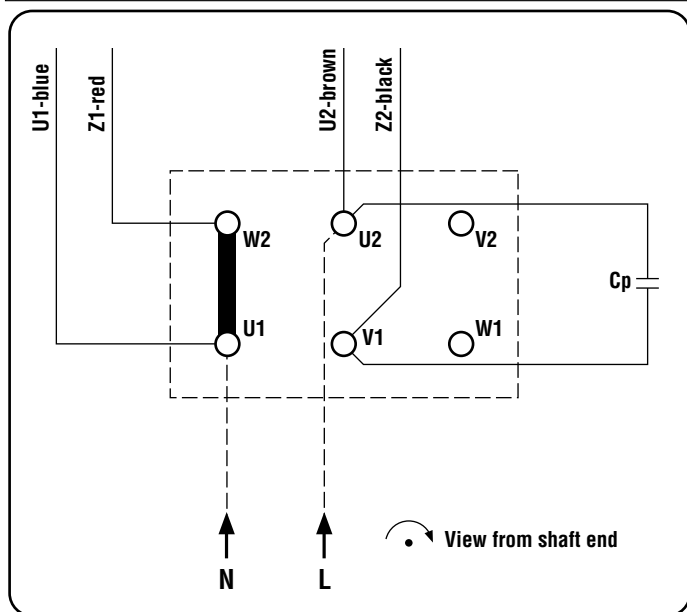 U1-blue
Z1-red
U2-brown
Z2-black
W2
U2
V2
Cp
U1
V1
W1
View from shaft end
N
L